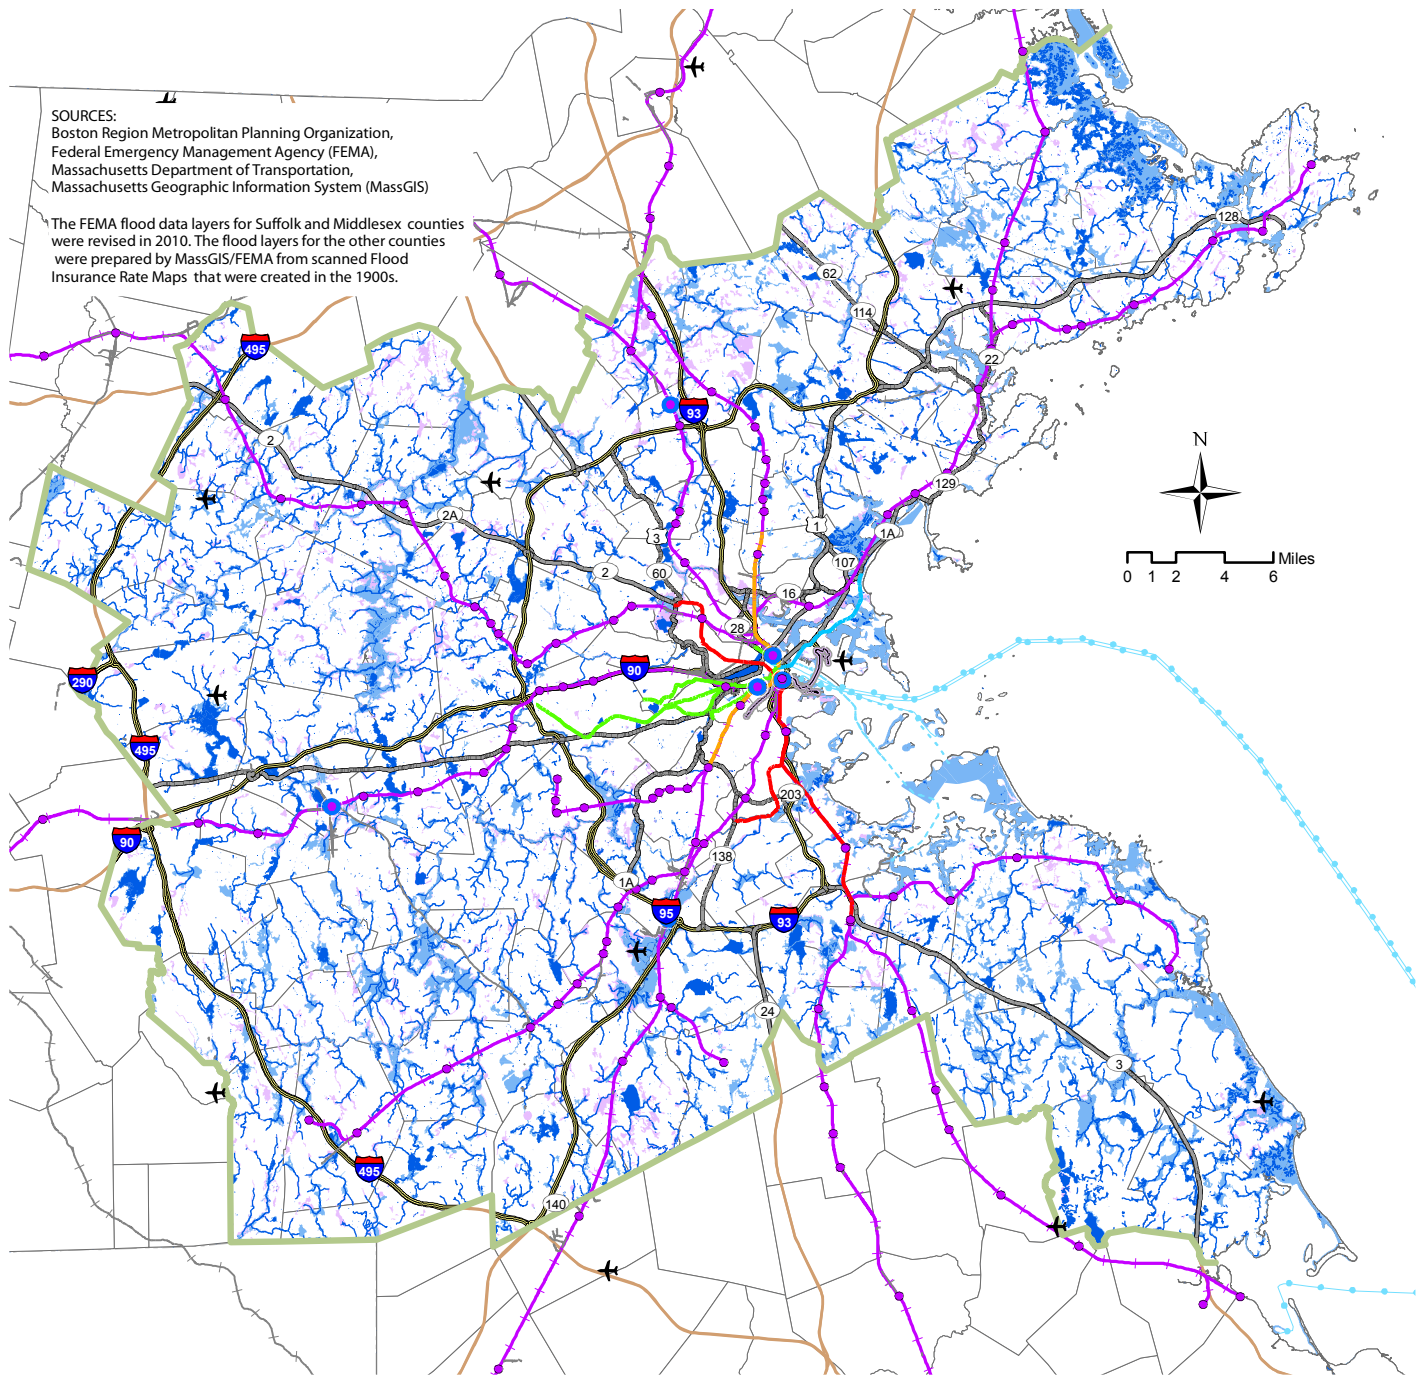 SOURCES:
Boston Region Metropolitan Planning Organization,
Federal Emergency Management Agency (FEMA),
Massachusetts Department of Transportation,
Massachusetts Geographic Information System (MassGIS)
The FEMA flood data layers for Suffolk and Middlesex counties
were revised in 2010. The flood layers for the other counties
were prepared by MassGIS/FEMA from scanned Flood
Insurance Rate Maps that were created in the 1900s.
128
62
114
495
22
93
2
N
129
2A
1
1A
3
107
Miles
0 1 2 4 6
2
60
16
28
90
290
495
203
90
138
1A
95
93
24
3
495
140